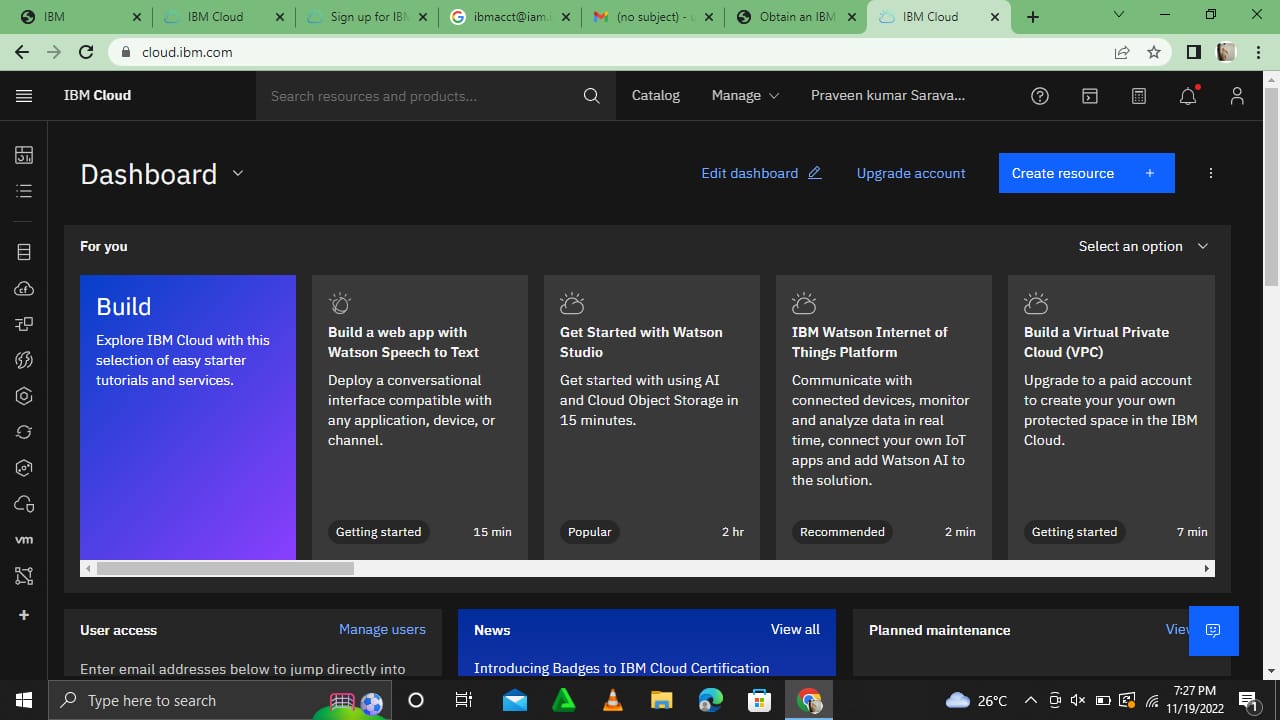 IBM
IBM Cloud
Sign up for IBM
ibmacct@iam.i
(no subject) - u
Obtain an IBM
IBM Cloud
cloud.ibm.com
IBM Cloud
Search resources and products...
Catalog
Manage
Praveen kumar Sarava...
Dashboard
Edit dashboard
Upgrade account
Create resource +
For you
Select an option
Build
Explore IBM Cloud with this
selection of easy starter
tutorials and services.
Build a web app with
Watson Speech to Text
Deploy a conversational
interface compatible with
any application, device, or
channel.
Getting started
15 min
Get Started with Watson
Studio
Get started with using AI
and Cloud Object Storage in
15 minutes.
Popular
2 hr
IBM Watson Internet of
Things Platform
Communicate with
connected devices, monitor
and analyze data in real
time, connect your own IoT
apps and add Watson AI to
the solution.
Recommended
2 min
Build a Virtual Private
Cloud (VPC)
Upgrade to a paid account
to create your your own
protected space in the IBM
Cloud.
Getting started
7 min
cf
vm
User access
Manage users
Enter email addresses below to jump directly into
News
View all
Introducing Badges to IBM Cloud Certification
Planned maintenance
View
Type here to search
26°C
7:27 PM
11/19/2022
1